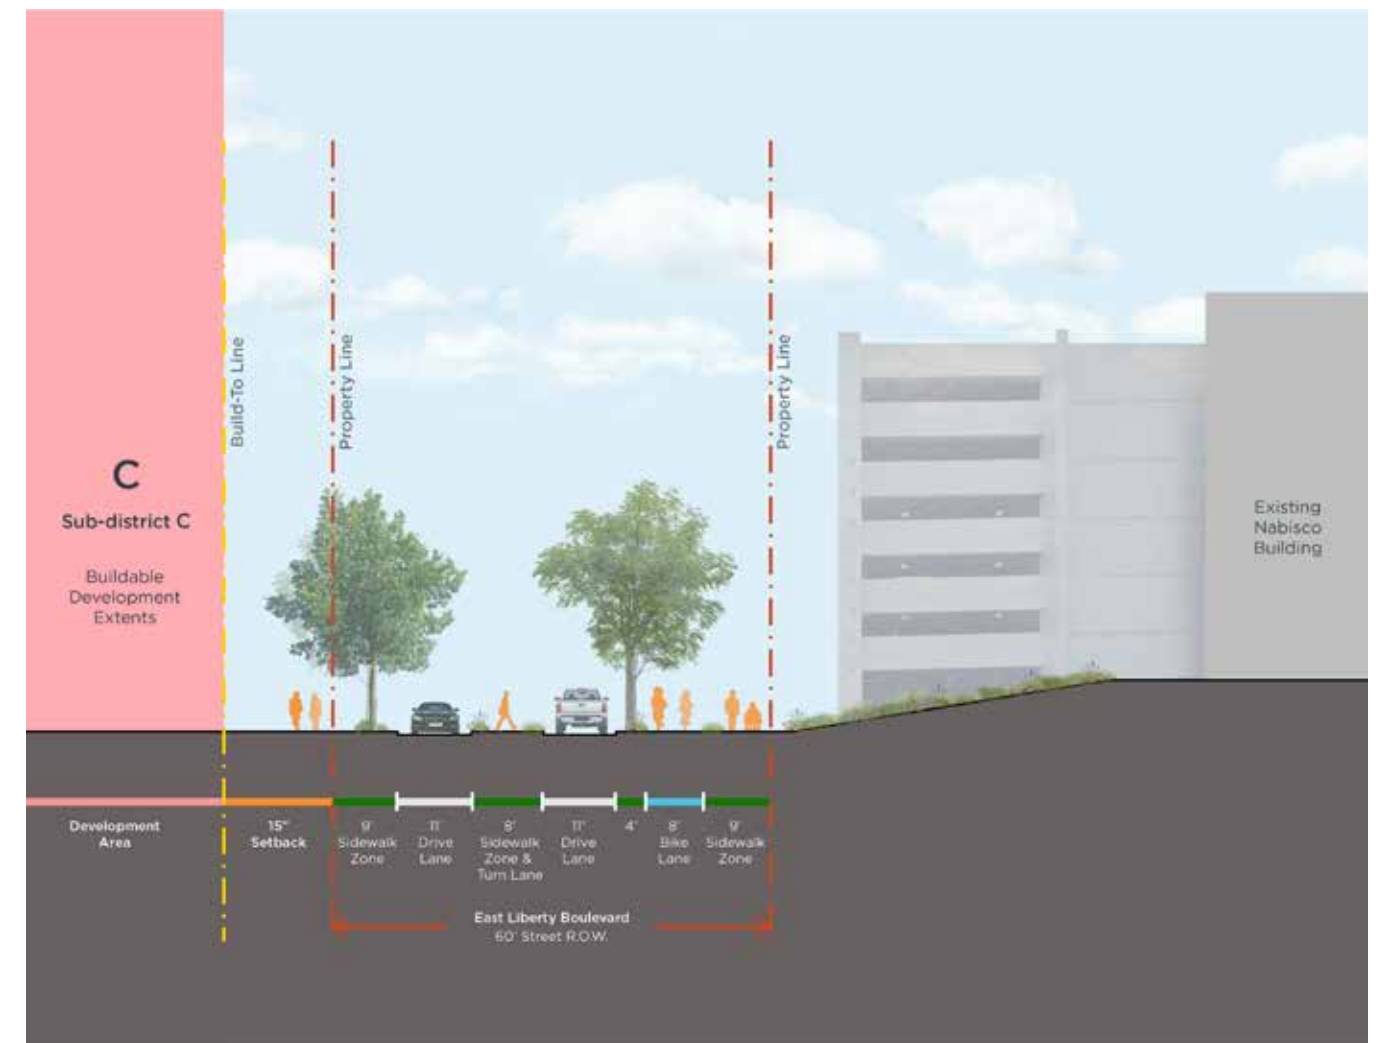 Build-To Line
Property Line
Property Line
C
Sub-district C
Buildable
Development
Extents
Existing
Nabisco
Building
Development
Area
15"
Setback
9'
Sidewalk
Zone
11'
Drive
Lane
8'
Sidewalk
Zone &
Turn Lane
11'
Drive
Lane
4'
8'
Bike
Lane
9'
Sidewalk
Zone
East Liberty Boulevard
60' Street R.O.W.